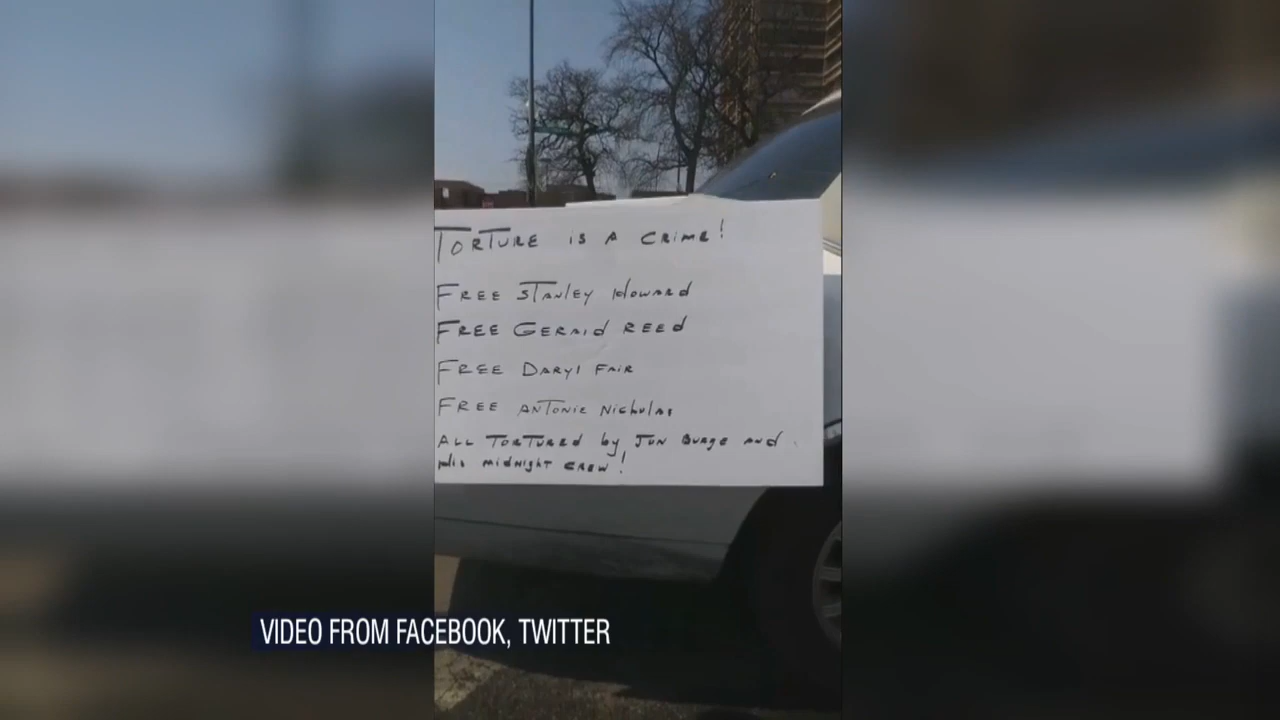 TORTURE IS A CRIME!
FREE STANLEY HOWARD
FREE GERALD REED
FREE DARYL FAIR
FREE ANTONIE NICHOLAS
ALL TORTURED by JON BURGE AND
HIS MIDNIGHT CREW!
VIDEO FROM FACEBOOK, TWITTER